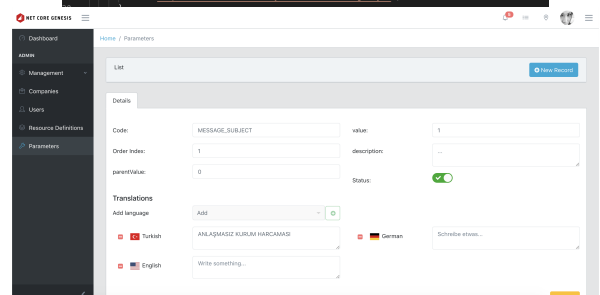 NET CORE GENESIS
Dashboard
Home / Parameters
ADMIN
Management
Companies
Users
Resource Definitions
Parameters
List
New Record
Details
Code:
MESSAGE_SUBJECT
value:
1
Order Index:
1
description:
...
parentValue:
0
Status:
Translations
Add language
Add
Turkish
ANLAŞMASIZ KURUM HARCAMASI
German
Schreibe etwas...
English
Write something...